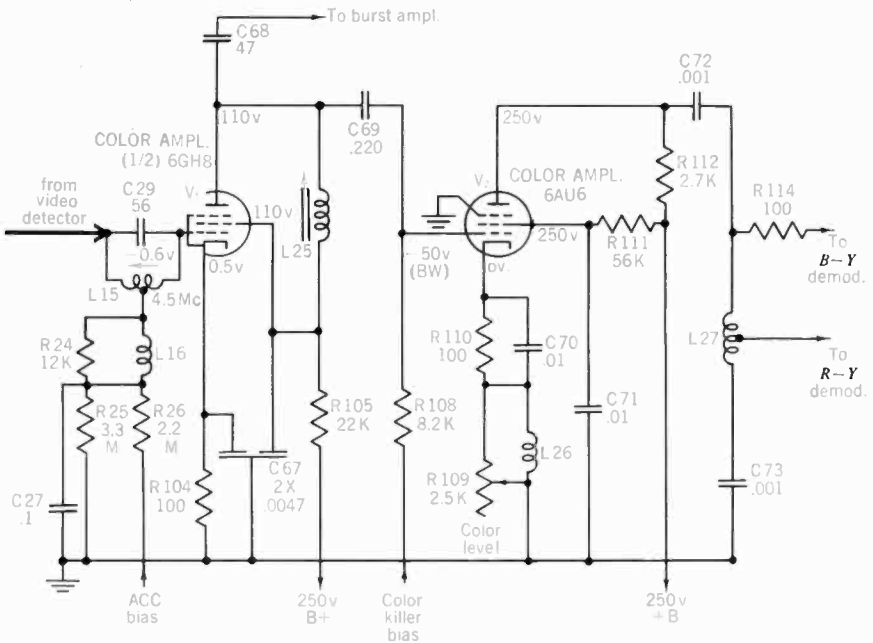 To burst ampl.
C68
47
C72
.001
110v
C69
.220
250v
COLOR AMPL.
(1/2) 6GH8
COLOR AMPL.
6AU6
R112
2.7K
from
video
detector
C29
56
110v
L25
R114
100
-0.6v
0.5v
-50v
(BW)
0v.
250v
R111
56K
To
B-Y
demod.
L15
4.5Mc
R24
12K
L16
R110
100
C70
.01
L27
To
R-Y
demod.
R25
3.3
M
R26
2.2
M
R105
22K
R108
8.2K
C71
.01
L26
C27
.1
R104
100
C67
2X
.0047
R109
2.5K
C73
.001
Color
level
ACC
bias
250v
B+
Color
killer
bias
250v
+B